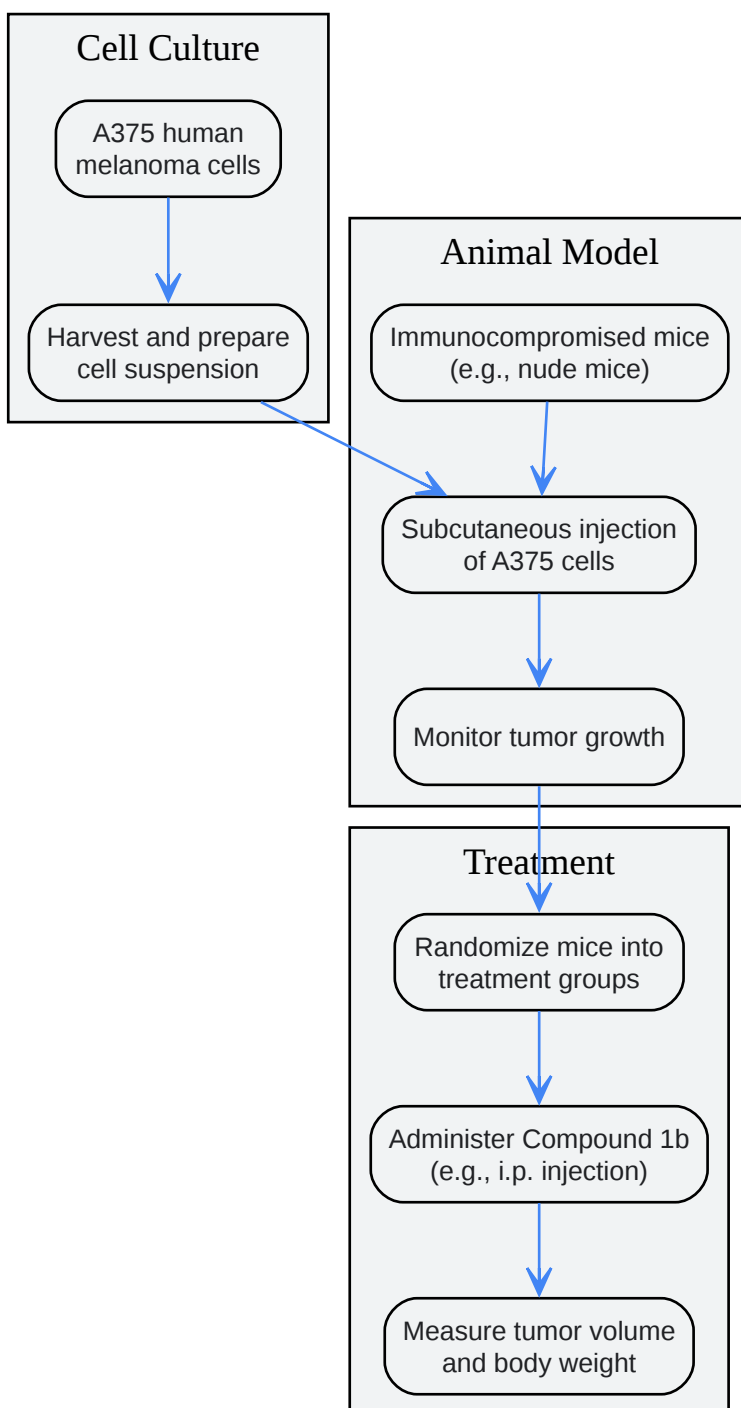 Cell Culture
A375 human
melanoma cells
Harvest and prepare
cell suspension
Animal Model
Immunocompromised mice
(e.g., nude mice)
Subcutaneous injection
of A375 cells
Monitor tumor growth
Treatment
Randomize mice into
treatment groups
Administer Compound 1b
(e.g., i.p. injection)
Measure tumor volume
and body weight